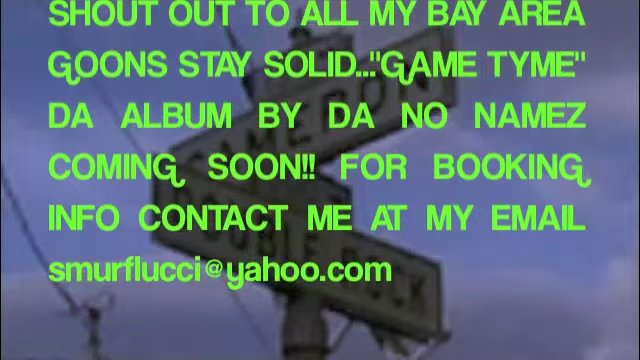 SHOUT OUT TO ALL MY BAY AREA
GOONS STAY SOLID..."GAME TYME"
DA ALBUM BY DA NO NAMEZ
COMING SOON!! FOR BOOKING
INFO CONTACT ME AT MY EMAIL
smurflucci@yahoo.com